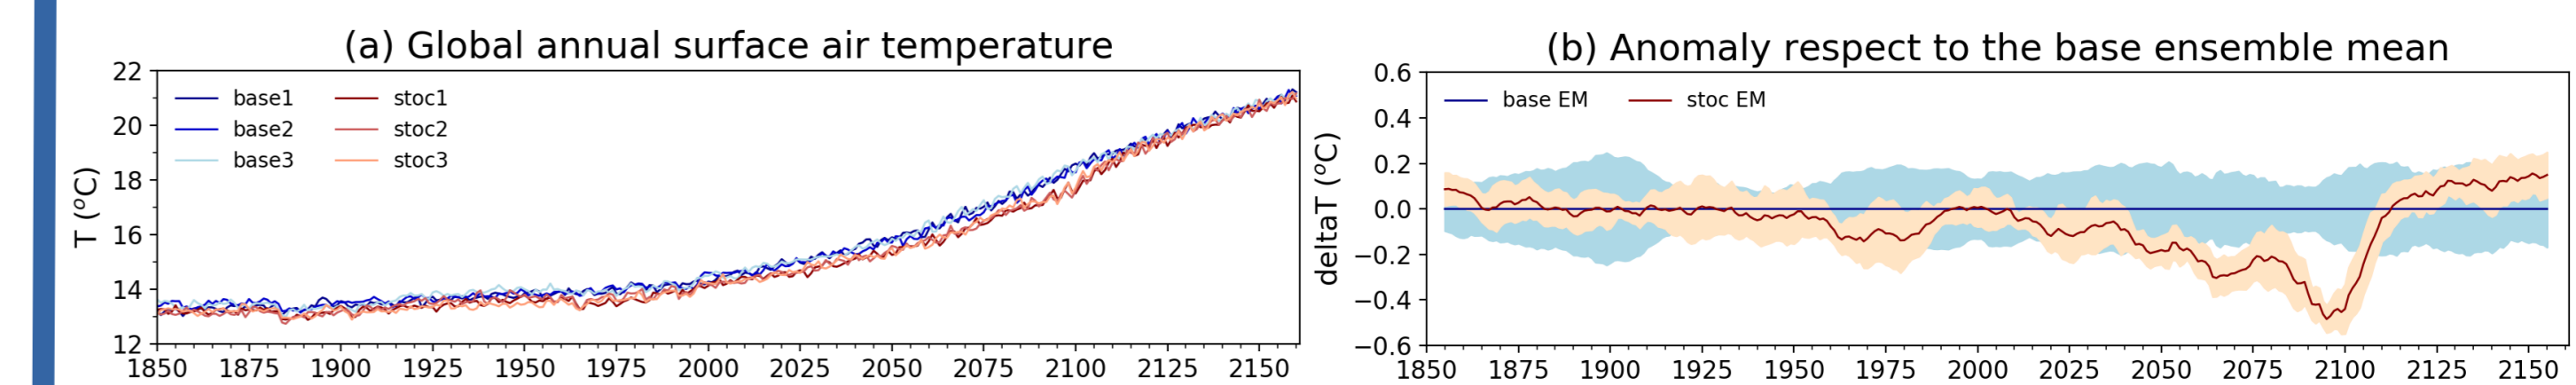 (a) Global annual surface air temperature
22
20
18
16
14
12
T (°C)
base1 stoc1
base2 stoc2
base3 stoc3
1850 1875 1900 1925 1950 1975 2000 2025 2050 2075 2100 2125 2150
(b) Anomaly respect to the base ensemble mean
0.6
0.4
0.2
0.0
−0.2
−0.4
−0.6
deltaT (°C)
base EM stoc EM
1850 1875 1900 1925 1950 1975 2000 2025 2050 2075 2100 2125 2150